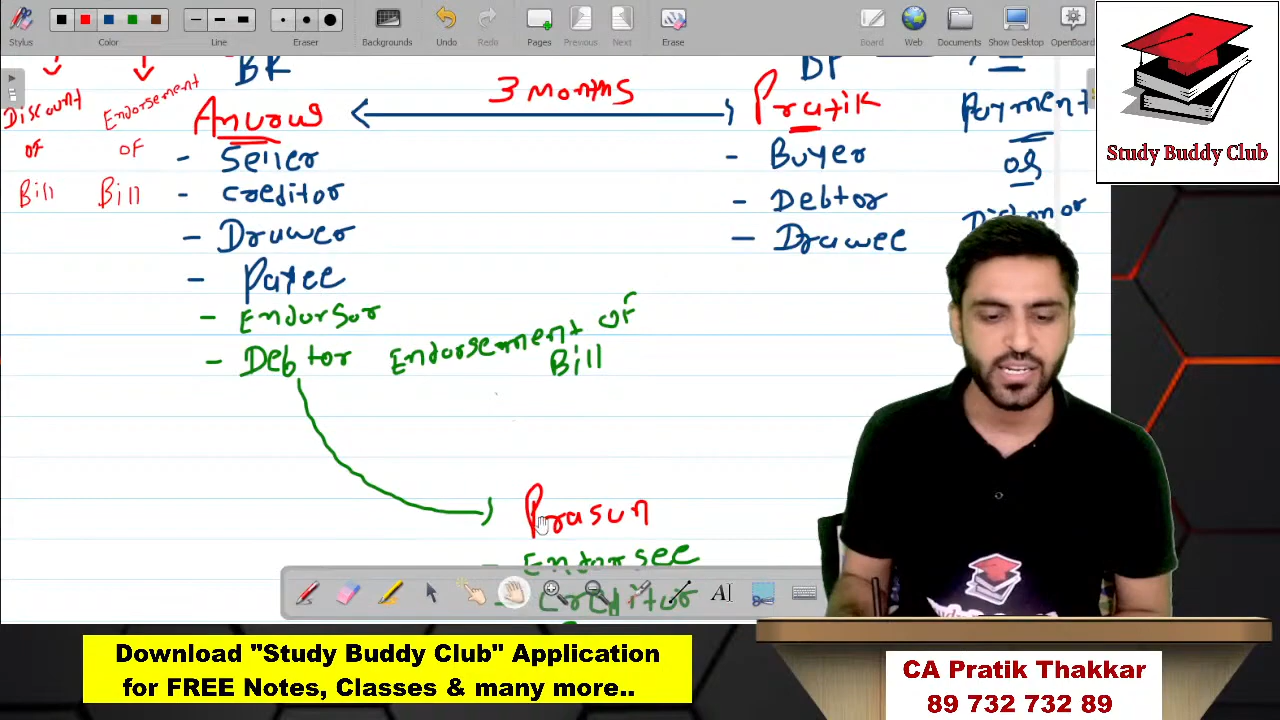 Stylus
Color
Line
Eraser
Backgrounds
Undo
Redo
Pages
Previous
Next
Erase
Board
Web
Documents
Show Desktop
OpenBoard
Study Buddy Club
BR
3 months
Discount
of
Bill
Endorsement
OF
Bill
- Seller
- Creditor
- Drawer
- Payee
- Endorsor
- Debtor
Endorsement of
Bill
Pratik
- Buyer
- Debtor
- Drawee
Payment
or
Dishonor
Prasun
- Endorsee
- Creditor
Download "Study Buddy Club" Application
for FREE Notes, Classes & many more..
CA Pratik Thakkar
89 732 732 89